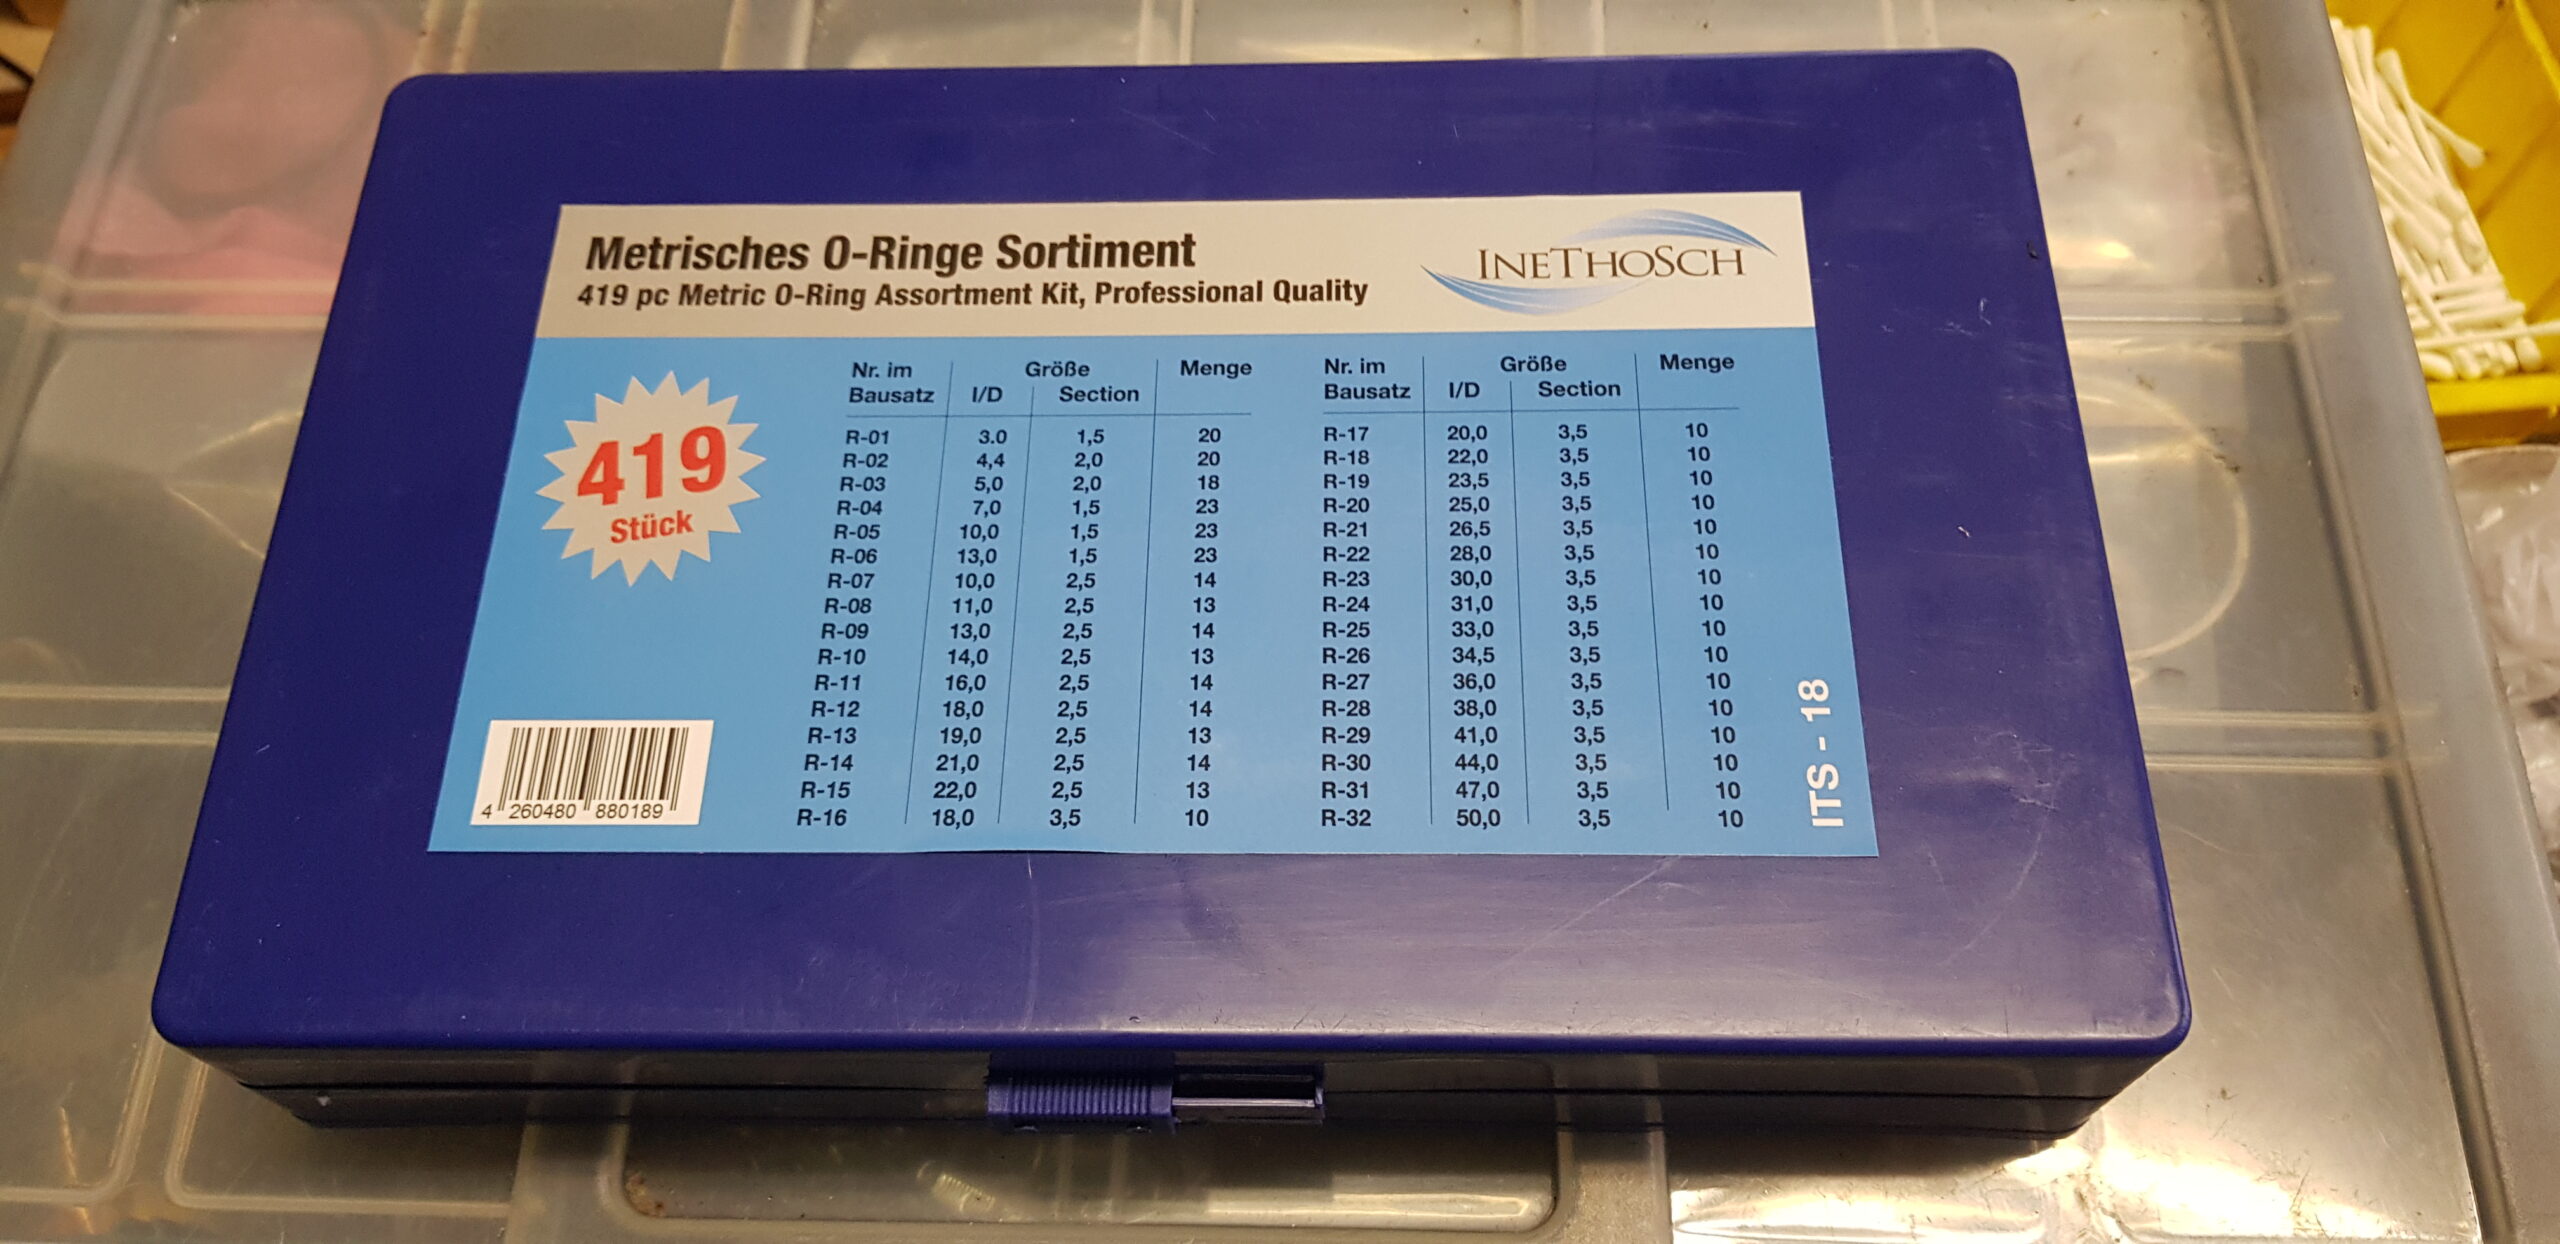 Metrisches O-Ringe Sortiment
419 pc Metric O-Ring Assortment Kit, Professional Quality
INETHOSCH
419
Stück
Nr. im Größe Menge
Bausatz I/D Section
R-01 3.0 1,5 20
R-02 4,4 2,0 20
R-03 5,0 2,0 18
R-04 7,0 1,5 23
R-05 10,0 1,5 23
R-06 13,0 1,5 23
R-07 10,0 2,5 14
R-08 11,0 2,5 13
R-09 13,0 2,5 14
R-10 14,0 2,5 13
R-11 16,0 2,5 14
R-12 18,0 2,5 14
R-13 19,0 2,5 13
R-14 21,0 2,5 14
R-15 22,0 2,5 13
R-16 18,0 3,5 10
Nr. im Größe Menge
Bausatz I/D Section
R-17 20,0 3,5 10
R-18 22,0 3,5 10
R-19 23,5 3,5 10
R-20 25,0 3,5 10
R-21 26,5 3,5 10
R-22 28,0 3,5 10
R-23 30,0 3,5 10
R-24 31,0 3,5 10
R-25 33,0 3,5 10
R-26 34,5 3,5 10
R-27 36,0 3,5 10
R-28 38,0 3,5 10
R-29 41,0 3,5 10
R-30 44,0 3,5 10
R-31 47,0 3,5 10
R-32 50,0 3,5 10
4 260480 880189
ITS - 18